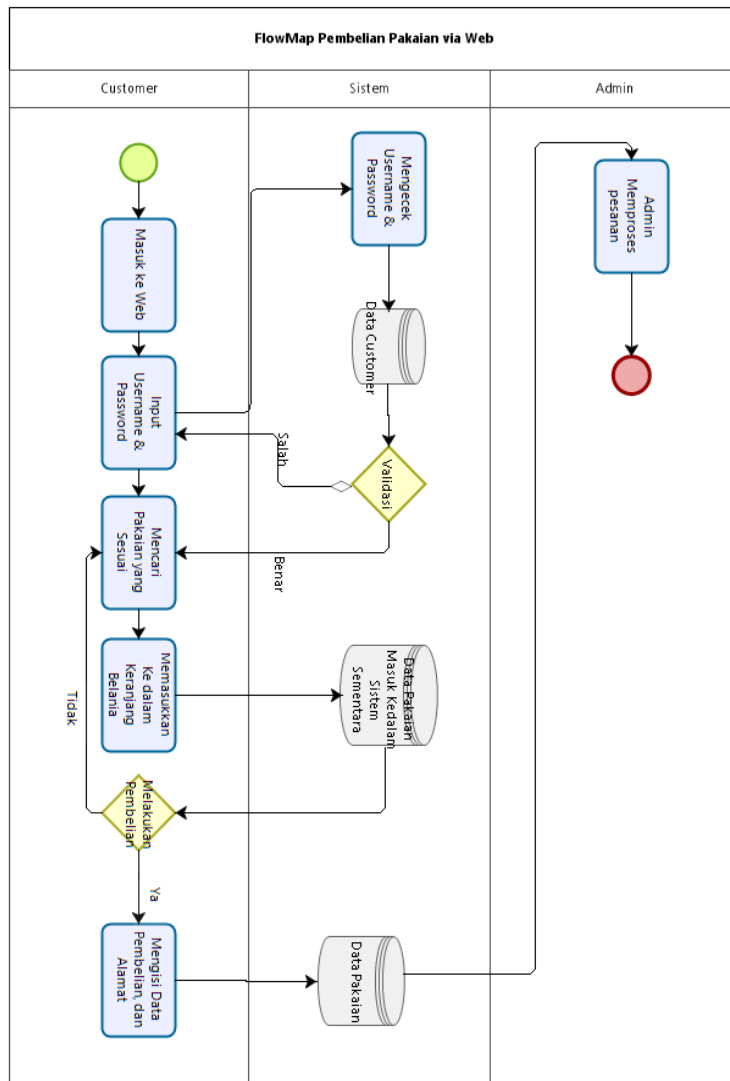 FlowMap Pembelian Pakaian via Web
Customer
Sistem
Admin
Masuk ke Web
Input
Username &
Password
Mengecek
Username &
Password
Data Customer
Validasi
Salah
Benar
Mencari
Pakaian yang
Sesuai
Memasukkan
Ke dalam
Keranjang
Belania
Data Pakaian
Masuk Kedalam
Sistem
Sementara
Melakukan
Pembelian
Tidak
Ya
Mengisi Data
Pembelian, dan
Alamat
Data Pakaian
Admin
Memproses
pesanan